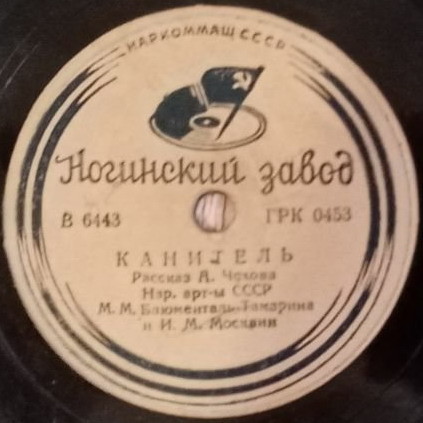 НАРКОММАШ СССР
Ногинский завод
В 6443
ГРК 0453
КАНИТЕЛЬ
Рассказ А. Чехова
Нар. арт-ы СССР
М. М. Блюменталь-Тамарина
и И. М. Москвин